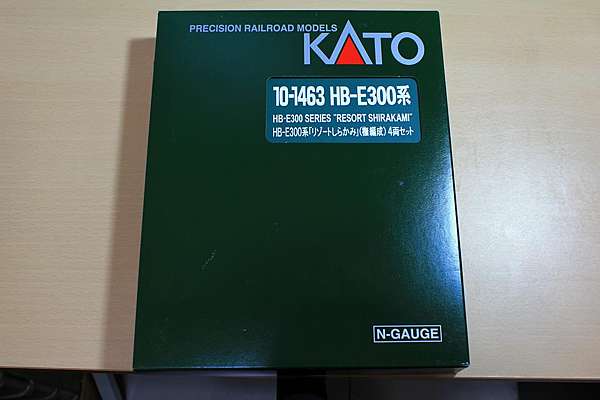 PRECISION RAILROAD MODELS
KATO
10-1463 HB-E300系
HB-E300 SERIES "RESORT SHIRAKAMI"
HB-E300系「リゾートしらかみ」(橅編成) 4両セット
N-GAUGE